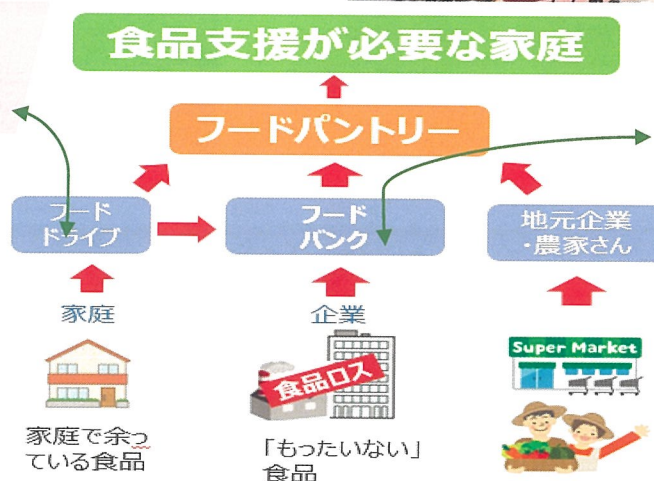 食品支援が必要な家庭
フードパントリー
フード
ドライブ
フード
バンク
地元企業
・農家さん
家庭
企業
食品ロス
Super Market
家庭で余っ
ている食品
「もったいない」
食品